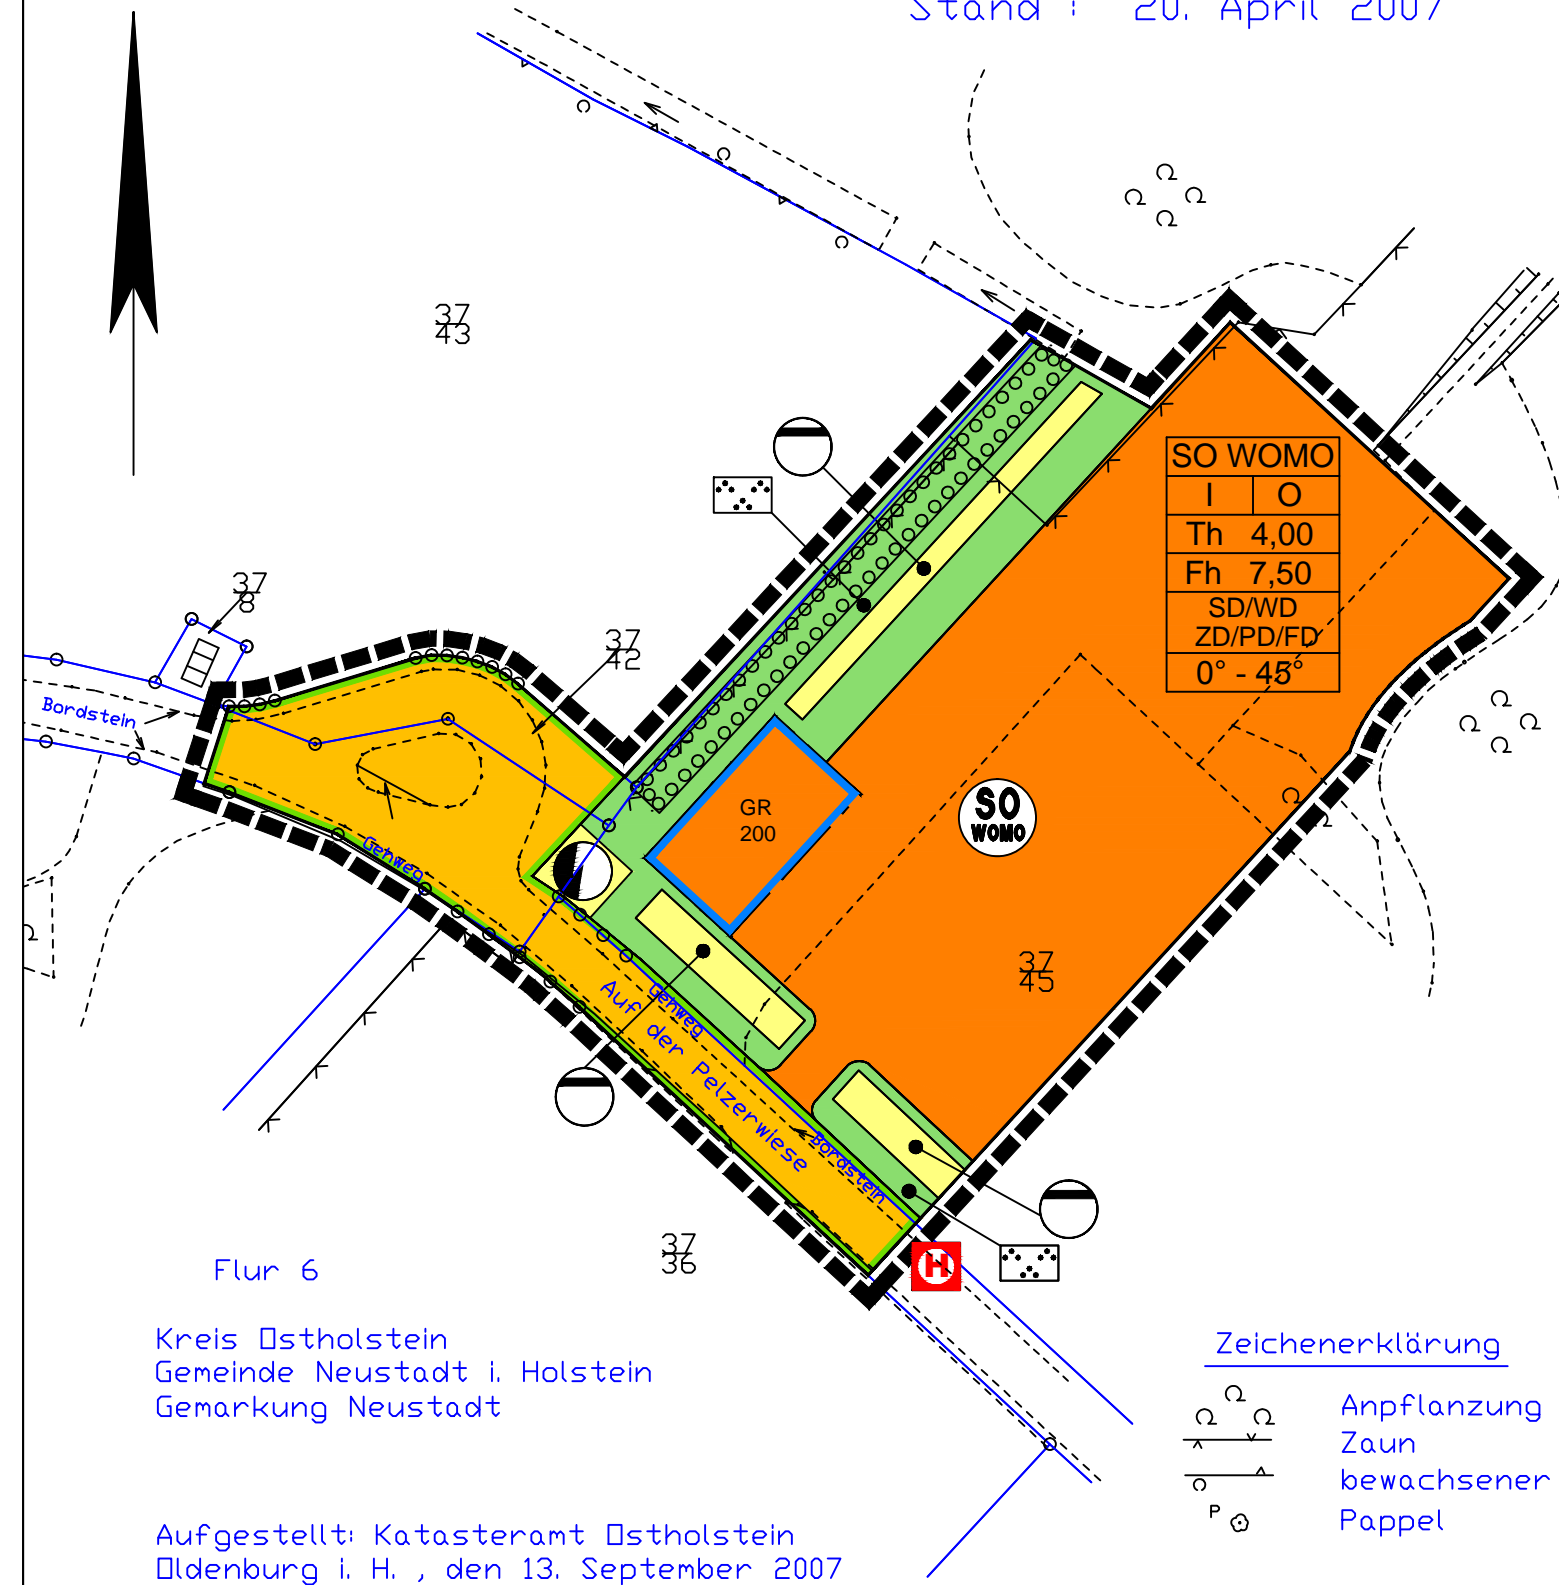 Stand : 20. April 2007
37
43
SO WOMO
I O
Th 4,00
Fh 7,50
SD/WD
ZD/PD/FD
0° - 45°
37
8
37
42
Bordstein
GR
200
SO
WOMO
Gehweg
37
45
Gehweg
Auf der Pelzerwiese
Bordstein
37
36
H
Flur 6
Kreis Ostholstein
Gemeinde Neustadt i. Holstein
Gemarkung Neustadt
Zeichenerklärung
Anpflanzung
Zaun
bewachsener
P Pappel
Aufgestellt: Katasteramt Ostholstein
Oldenburg i. H. , den 13. September 2007